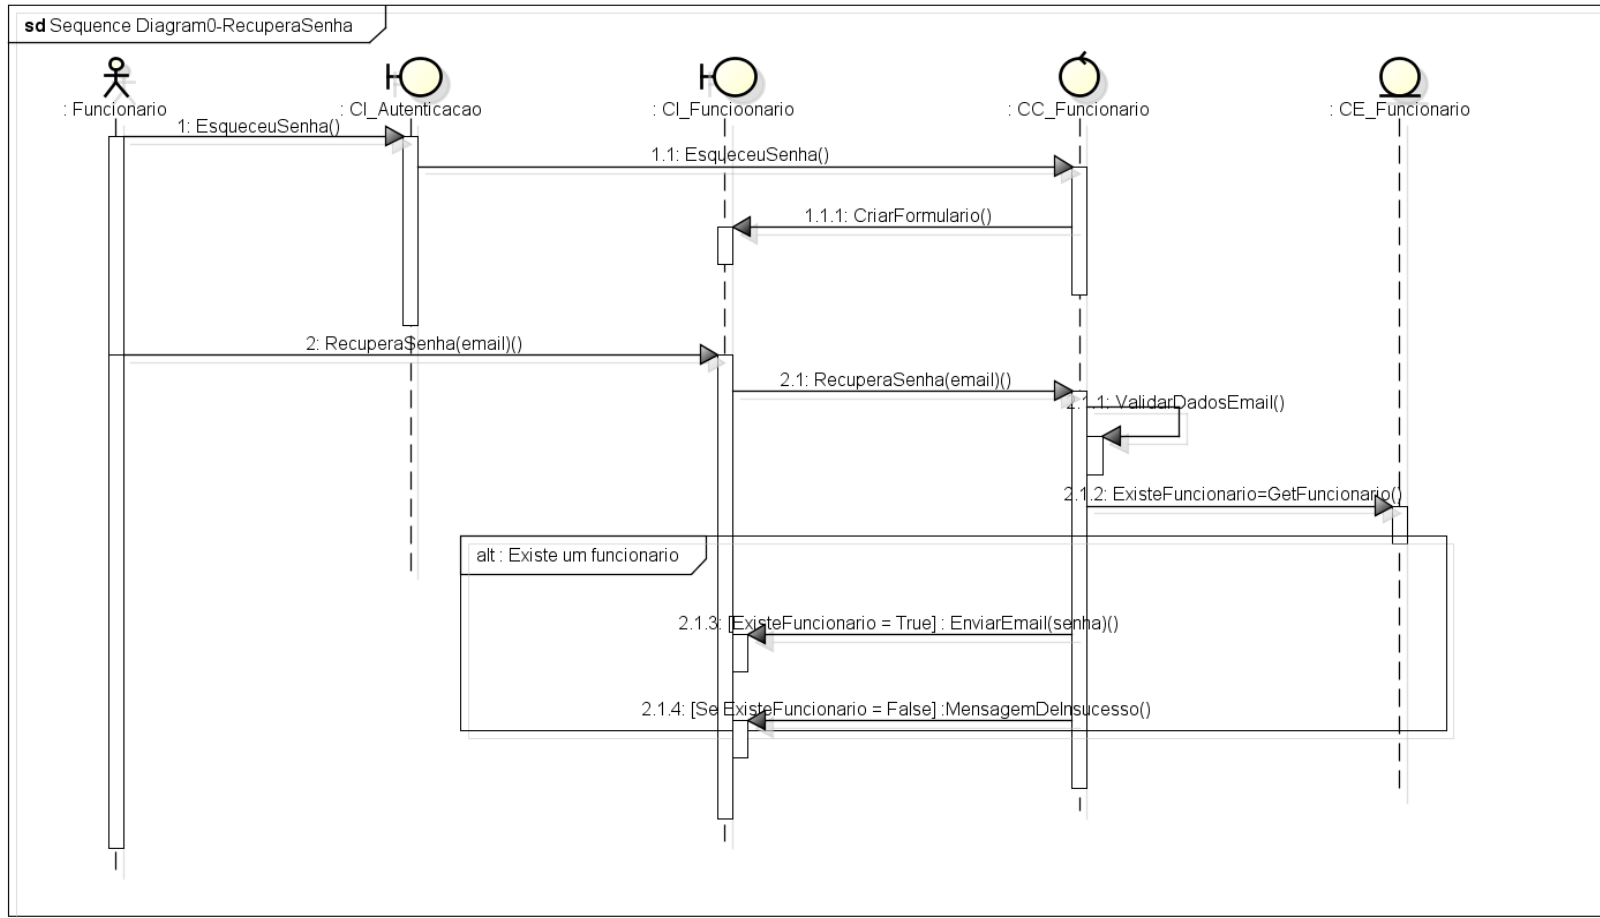 sd Sequence Diagram0-RecuperaSenha
: Funcionario
: CI_Autenticacao
: CI_Funcioonario
: CC_Funcionario
: CE_Funcionario
1: EsqueceuSenha()
1.1: EsqueceuSenha()
1.1.1: CriarFormulario()
2: RecuperaSenha(email)()
2.1: RecuperaSenha(email)()
2.1.1: ValidarDadosEmail()
2.1.2: ExisteFuncionario=GetFuncionario()
alt : Existe um funcionario
2.1.3: [ExisteFuncionario = True] : EnviarEmail(senha)()
2.1.4: [Se ExisteFuncionario = False] :MensagemDeInsucesso()